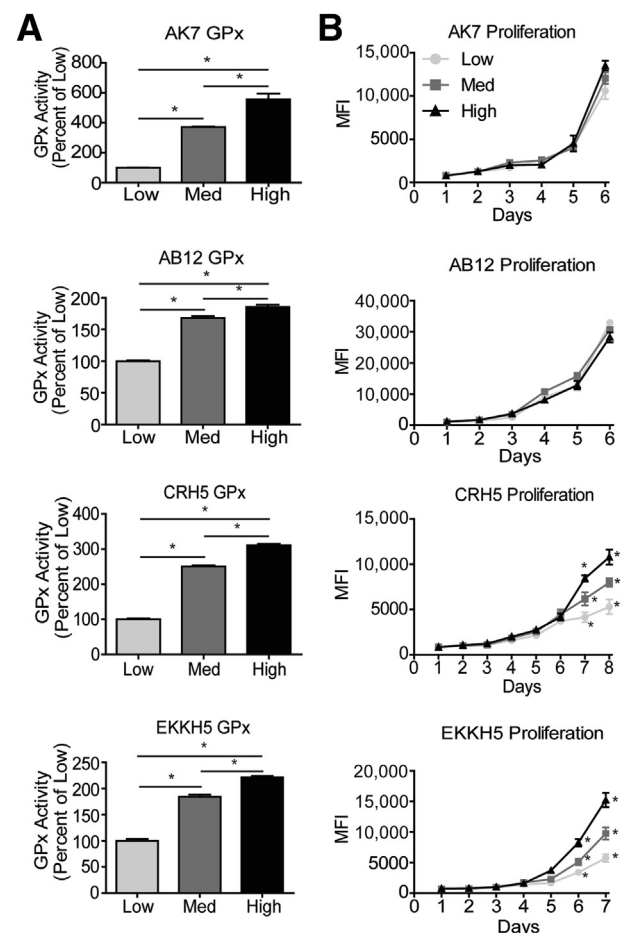 A
AK7 GPx
GPx Activity
(Percent of Low)
800
600
400
200
0
*
*
*
Low Med High
B
AK7 Proliferation
MFI
15,000
10,000
5000
0
Low
Med
High
0 1 2 3 4 5 6
Days
AB12 GPx
GPx Activity
(Percent of Low)
200
150
100
50
0
*
*
*
Low Med High
AB12 Proliferation
MFI
40,000
30,000
20,000
10,000
0
0 1 2 3 4 5 6
Days
CRH5 GPx
GPx Activity
(Percent of Low)
400
300
200
100
0
*
*
*
Low Med High
CRH5 Proliferation
MFI
15,000
10,000
5000
0
* *
* *
* *
0 1 2 3 4 5 6 7 8
Days
EKKH5 GPx
GPx Activity
(Percent of Low)
250
200
150
100
50
0
*
*
*
Low Med High
EKKH5 Proliferation
MFI
20,000
15,000
10,000
5000
0
* *
* *
* *
0 1 2 3 4 5 6 7
Days